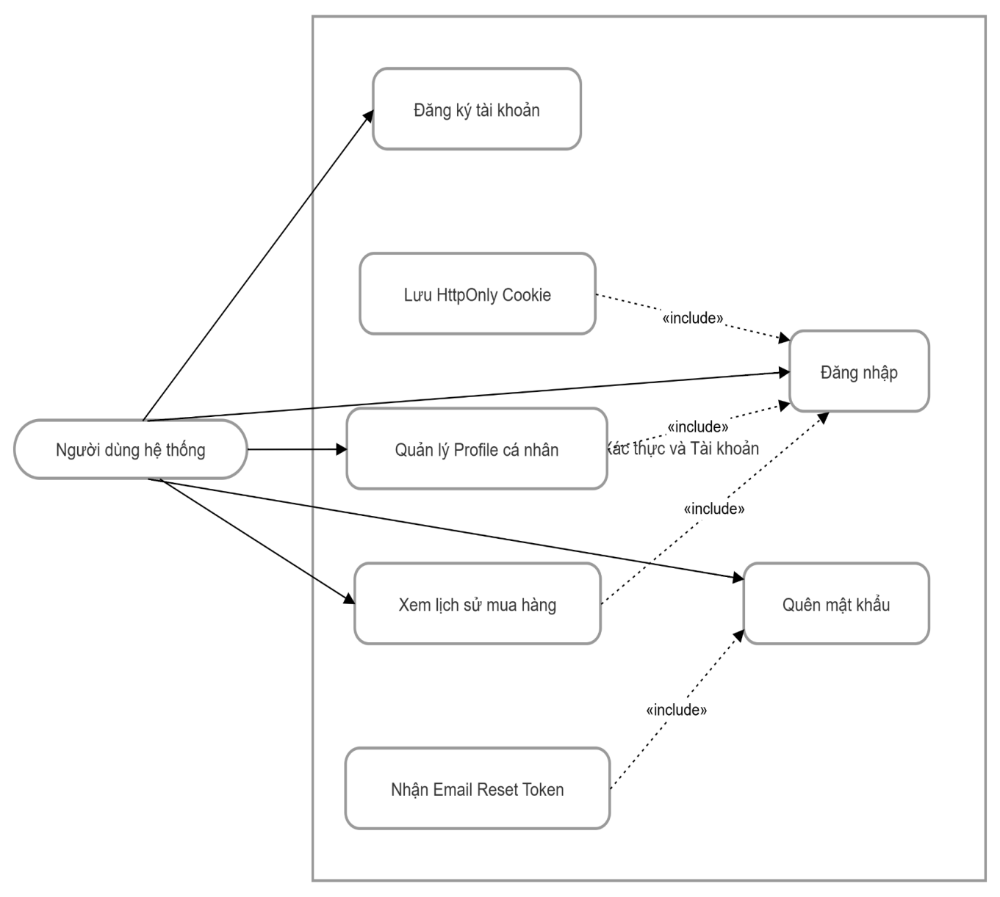 Đăng ký tài khoản
Lưu HttpOnly Cookie
«include»
Đăng nhập
«include»
Người dùng hệ thống
Quản lý Profile cá nhân
Xác thực và Tài khoản
«include»
Xem lịch sử mua hàng
Quên mật khẩu
«include»
Nhận Email Reset Token